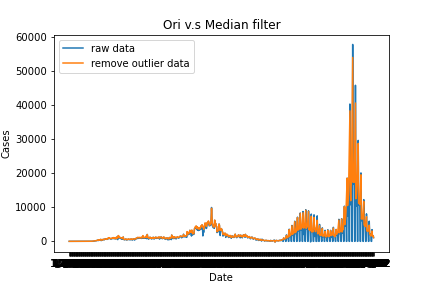 Ori v.s Median filter
raw data
remove outlier data
60000
50000
40000
30000
20000
10000
0
Cases
Date